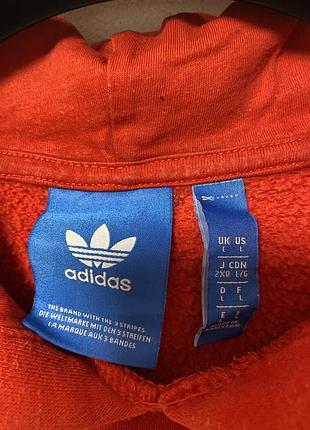 adidas
THE BRAND WITH THE 3 STRIPES
DIE WELTMARKE MIT DEN 3 STREIFEN
LA MARQUE AUX 3 BANDES
UK US
L L
J CDN
2XO L/G
D F
L L
E